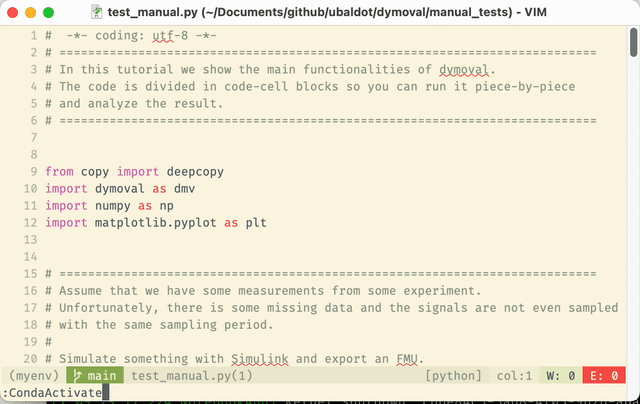 test_manual.py (~/Documents/github/ubaldot/dymoval/manual_tests) - VIM
1 #  -*- coding: utf-8 -*-
2 # =======================================================================
3 # In this tutorial we show the main functionalities of dymoval.
4 # The code is divided in code-cell blocks so you can run it piece-by-piece
5 # and analyze the result.
6 # =======================================================================
7
8
9 from copy import deepcopy
10 import dymoval as dmv
11 import numpy as np
12 import matplotlib.pyplot as plt
13
14
15 # =======================================================================
16 # Assume that we have some measurements from some experiment.
17 # Unfortunately, there is some missing data and the signals are not even sampled
18 # with the same sampling period.
19 #
20 # Simulate something with Simulink and export an FMU.
(myenv) main test_manual.py(1) [python] col:1 W: 0 E: 0
:CondaActivate